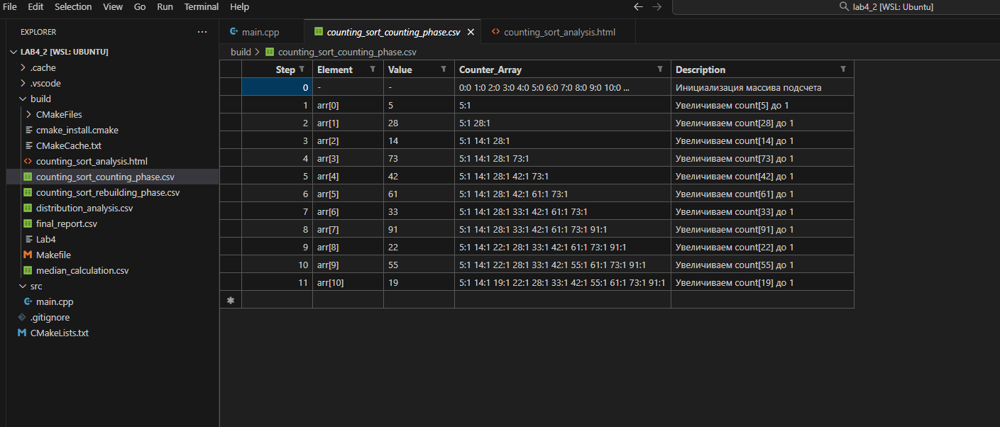 File Edit Selection View Go Run Terminal Help
lab4_2 [WSL: Ubuntu]
EXPLORER
LAB4_2 [WSL: UBUNTU]
.cache
.vscode
build
CMakeFiles
cmake_install.cmake
CMakeCache.txt
counting_sort_analysis.html
counting_sort_counting_phase.csv
counting_sort_rebuilding_phase.csv
distribution_analysis.csv
final_report.csv
Lab4
Makefile
median_calculation.csv
src
main.cpp
.gitignore
CMakeLists.txt
main.cpp counting_sort_counting_phase.csv counting_sort_analysis.html
build > counting_sort_counting_phase.csv
Step Element Value Counter_Array Description
0 - - 0:0 1:0 2:0 3:0 4:0 5:0 6:0 7:0 8:0 9:0 10:0 ... Инициализация массива подсчета
1 arr[0] 5 5:1 Увеличиваем count[5] до 1
2 arr[1] 28 5:1 28:1 Увеличиваем count[28] до 1
3 arr[2] 14 5:1 14:1 28:1 Увеличиваем count[14] до 1
4 arr[3] 73 5:1 14:1 28:1 73:1 Увеличиваем count[73] до 1
5 arr[4] 42 5:1 14:1 28:1 42:1 73:1 Увеличиваем count[42] до 1
6 arr[5] 61 5:1 14:1 28:1 42:1 61:1 73:1 Увеличиваем count[61] до 1
7 arr[6] 33 5:1 14:1 28:1 33:1 42:1 61:1 73:1 Увеличиваем count[33] до 1
8 arr[7] 91 5:1 14:1 28:1 33:1 42:1 61:1 73:1 91:1 Увеличиваем count[91] до 1
9 arr[8] 22 5:1 14:1 22:1 28:1 33:1 42:1 61:1 73:1 91:1 Увеличиваем count[22] до 1
10 arr[9] 55 5:1 14:1 22:1 28:1 33:1 42:1 55:1 61:1 73:1 91:1 Увеличиваем count[55] до 1
11 arr[10] 19 5:1 14:1 19:1 22:1 28:1 33:1 42:1 55:1 61:1 73:1 91:1 Увеличиваем count[19] до 1